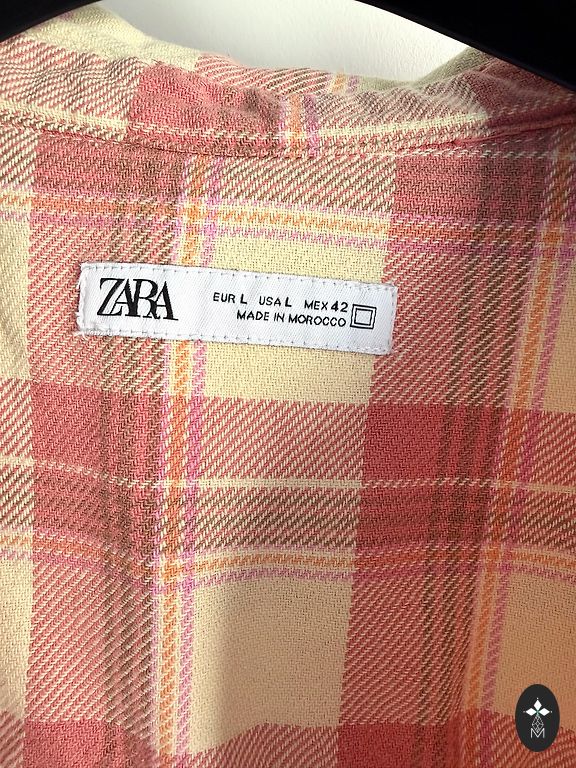 ZARA
EUR L USA L MEX 42
MADE IN MOROCCO
M